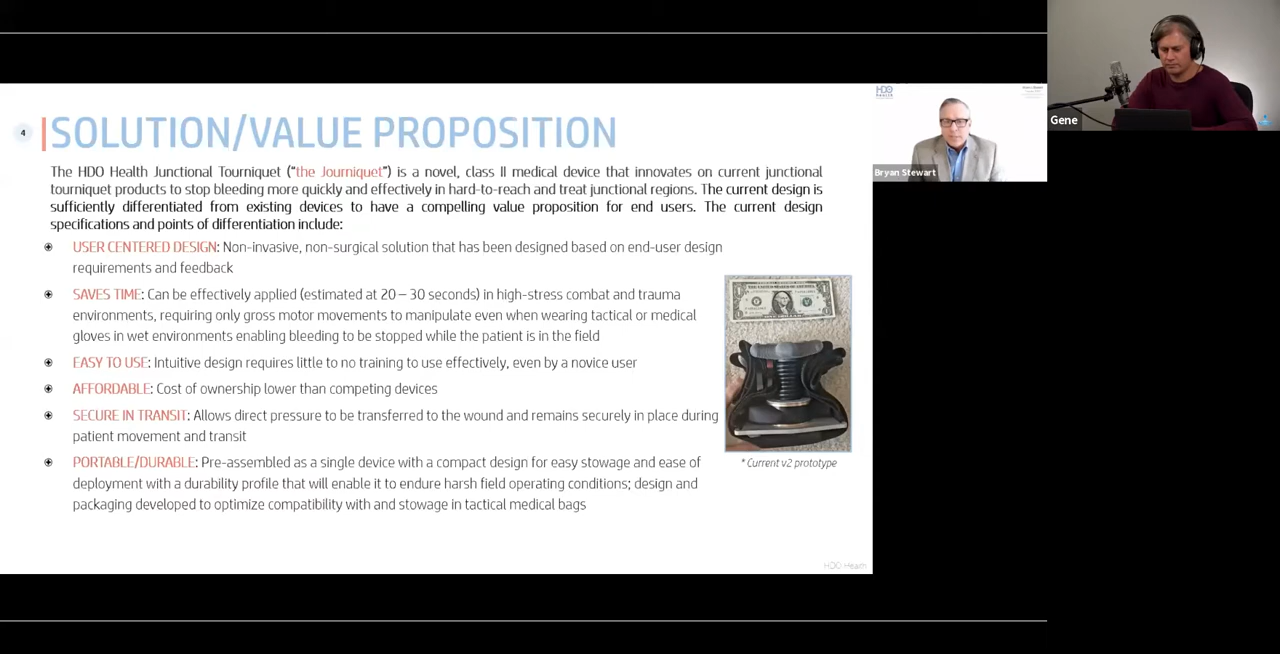 4
SOLUTION/VALUE PROPOSITION
The HDO Health Junctional Tourniquet (“the Journiquet”) is a novel, class II medical device that innovates on current junctional
tourniquet products to stop bleeding more quickly and effectively in hard-to-reach and treat junctional regions. The current design is
sufficiently differentiated from existing devices to have a compelling value proposition for end users. The current design
specifications and points of differentiation include:
USER CENTERED DESIGN: Non-invasive, non-surgical solution that has been designed based on end-user design
requirements and feedback
SAVES TIME: Can be effectively applied (estimated at 20 – 30 seconds) in high-stress combat and trauma
environments, requiring only gross motor movements to manipulate even when wearing tactical or medical
gloves in wet environments enabling bleeding to be stopped while the patient is in the field
EASY TO USE: Intuitive design requires little to no training to use effectively, even by a novice user
AFFORDABLE: Cost of ownership lower than competing devices
SECURE IN TRANSIT: Allows direct pressure to be transferred to the wound and remains securely in place during
patient movement and transit
PORTABLE/DURABLE: Pre-assembled as a single device with a compact design for easy stowage and ease of
deployment with a durability profile that will enable it to endure harsh field operating conditions; design and
packaging developed to optimize compatibility with and stowage in tactical medical bags
* Current v2 prototype
HDO Health
HDO
health
Bryan Stewart
Gene